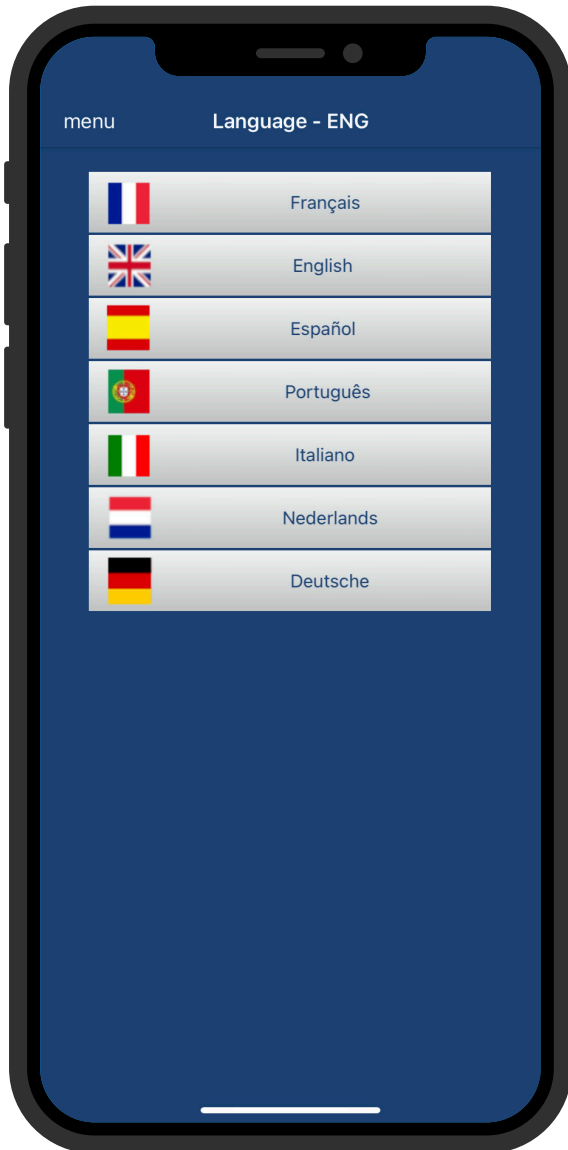 menu Language - ENG
Français
English
Español
Português
Italiano
Nederlands
Deutsche